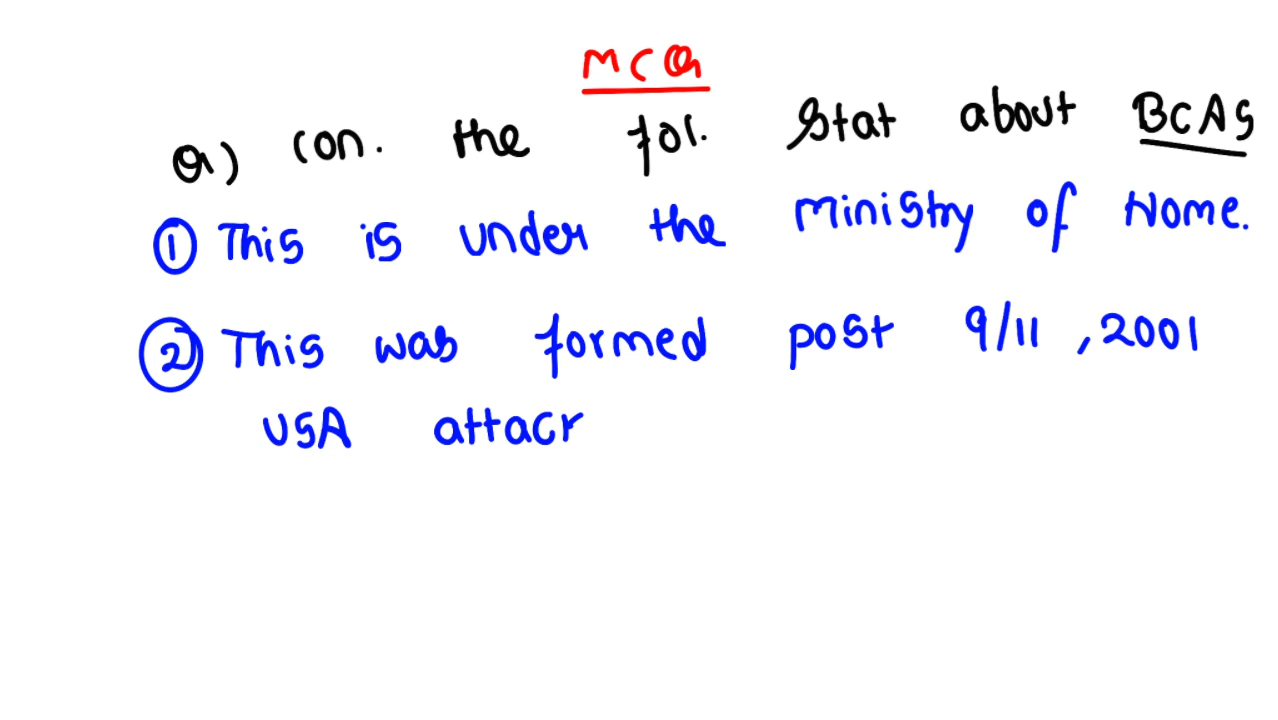 MCQ
Q) Con. the fol. Stat about BCAS
① This is under the Ministry of Home.
② This was formed post 9/11, 2001
USA attack